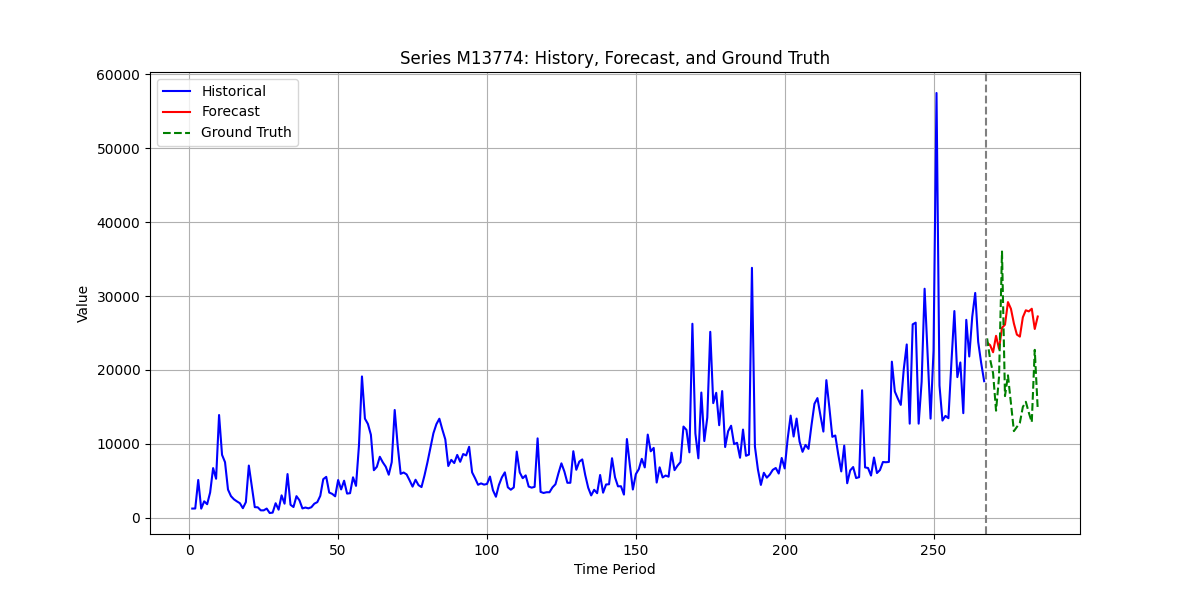 Series M13774: History, Forecast, and Ground Truth
Historical
Forecast
Ground Truth
60000
50000
40000
30000
20000
10000
0
Value
0 50 100 150 200 250
Time Period